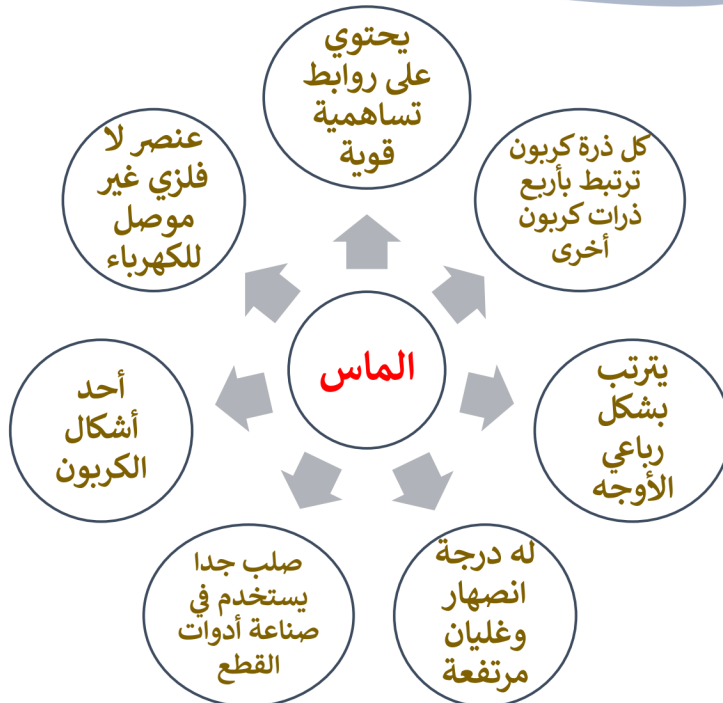 يحتوي
على روابط
تساهمية
قوية
كل ذرة كربون
ترتبط بأربع
ذرات كربون
أخرى
يترتب
بشكل
رباعي
الأوجه
له درجة
انصهار
وغليان
مرتفعة
صلب جدا
يستخدم في
صناعة أدوات
القطع
أحد
أشكال
الكربون
عنصر لا
فلزي غير
موصل
للكهرباء
الماس